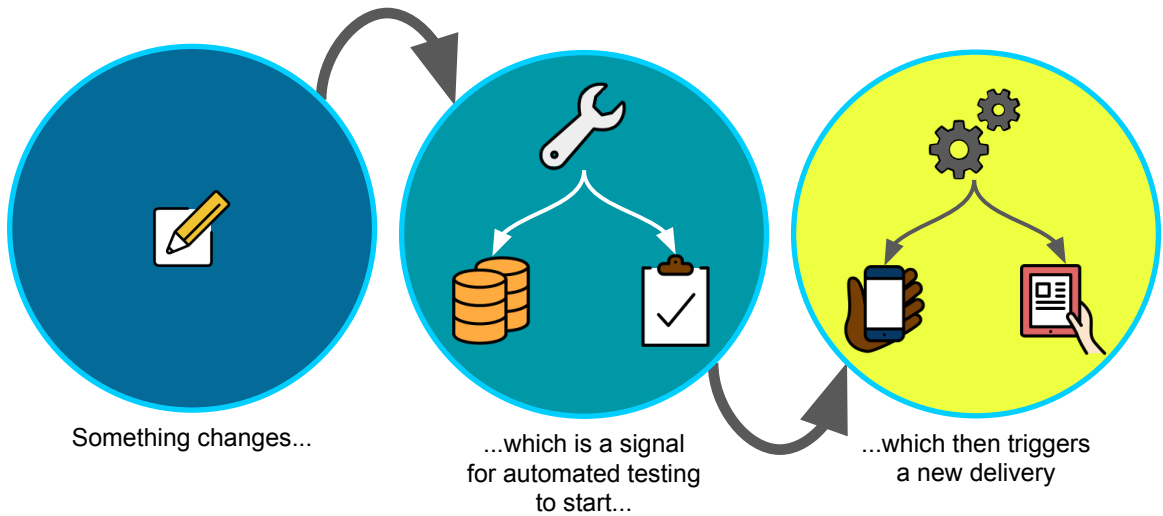 Something changes...
...which is a signal
for automated testing
to start...
...which then triggers
a new delivery